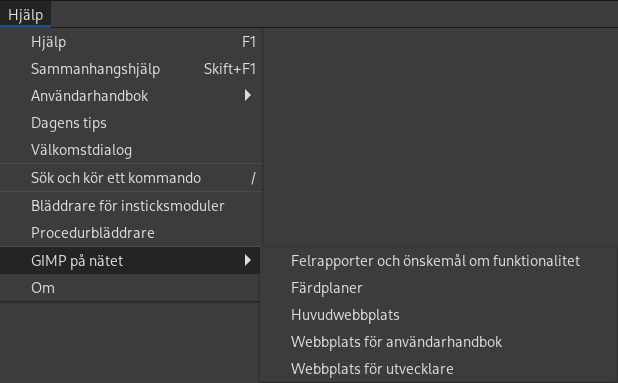 Hjälp
Hjälp F1
Sammanhangshjälp Skift+F1
Användarhandbok
Dagens tips
Välkomstdialog
Sök och kör ett kommando /
Bläddrare för insticksmoduler
Procedurbläddrare
GIMP på nätet
Om
Felrapporter och önskemål om funktionalitet
Färdplaner
Huvudwebbplats
Webbplats för användarhandbok
Webbplats för utvecklare